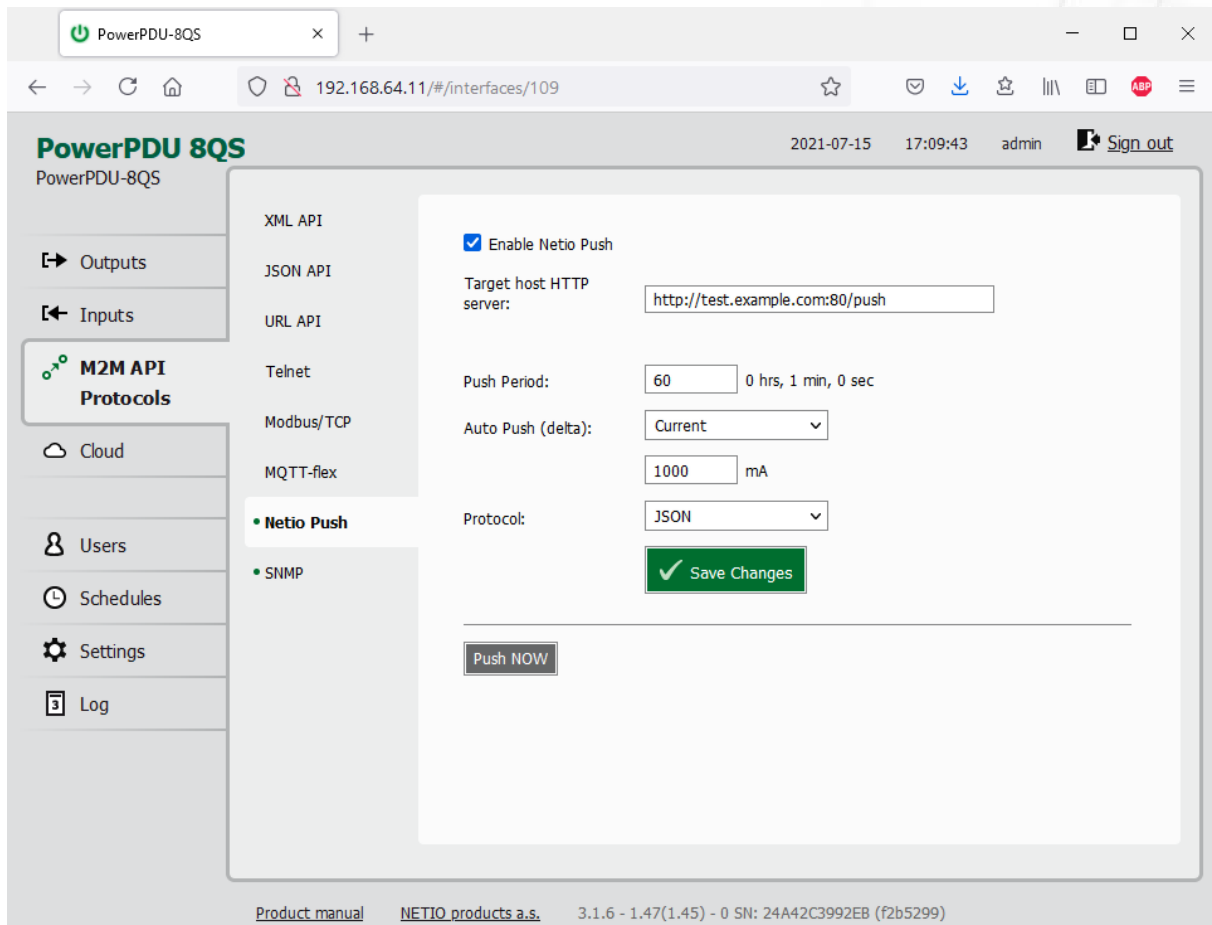 PowerPDU-8QS
192.168.64.11/#/interfaces/109
ABP
PowerPDU 8QS
PowerPDU-8QS
2021-07-15 17:09:43 admin Sign out
Outputs
Inputs
M2M API
Protocols
Cloud
Users
Schedules
Settings
3
Log
XML API
JSON API
URL API
Telnet
Modbus/TCP
MQTT-flex
• Netio Push
• SNMP
Enable Netio Push
Target host HTTP
server:
http://test.example.com:80/push
Push Period: 60 0 hrs, 1 min, 0 sec
Auto Push (delta): Current
1000 mA
Protocol: JSON
Save Changes
Push NOW
Product manual NETIO products a.s. 3.1.6 - 1.47(1.45) - 0 SN: 24A42C3992EB (f2b5299)